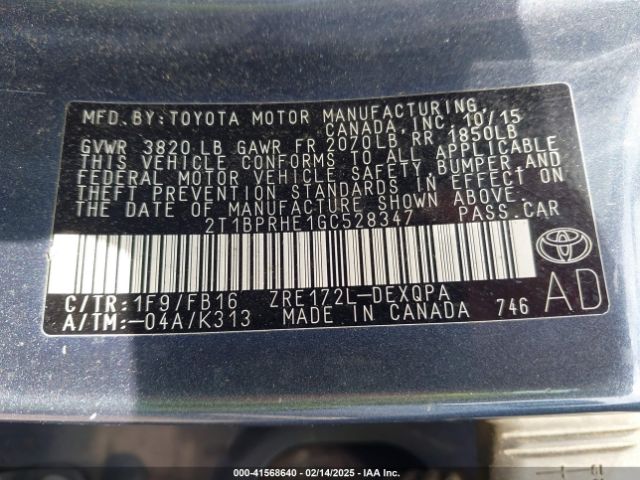 MFD. BY: TOYOTA MOTOR MANUFACTURING,
CANADA, INC. 10/15
GVWR 3820 LB GAWR FR 2070LB RR 1850LB
THIS VEHICLE CONFORMS TO ALL APPLICABLE
FEDERAL MOTOR VEHICLE SAFETY, BUMPER, AND
THEFT PREVENTION STANDARDS IN EFFECT ON
THE DATE OF MANUFACTURE SHOWN ABOVE.
2T1BPRHE1GC528347 PASS. CAR
C/TR: 1F9/FB16 ZRE172L-DEXQPA
A/TM: -04A/K313 MADE IN CANADA 746
AD
TOYOTA
000-41568640 - 02/14/2025 - IAA Inc.